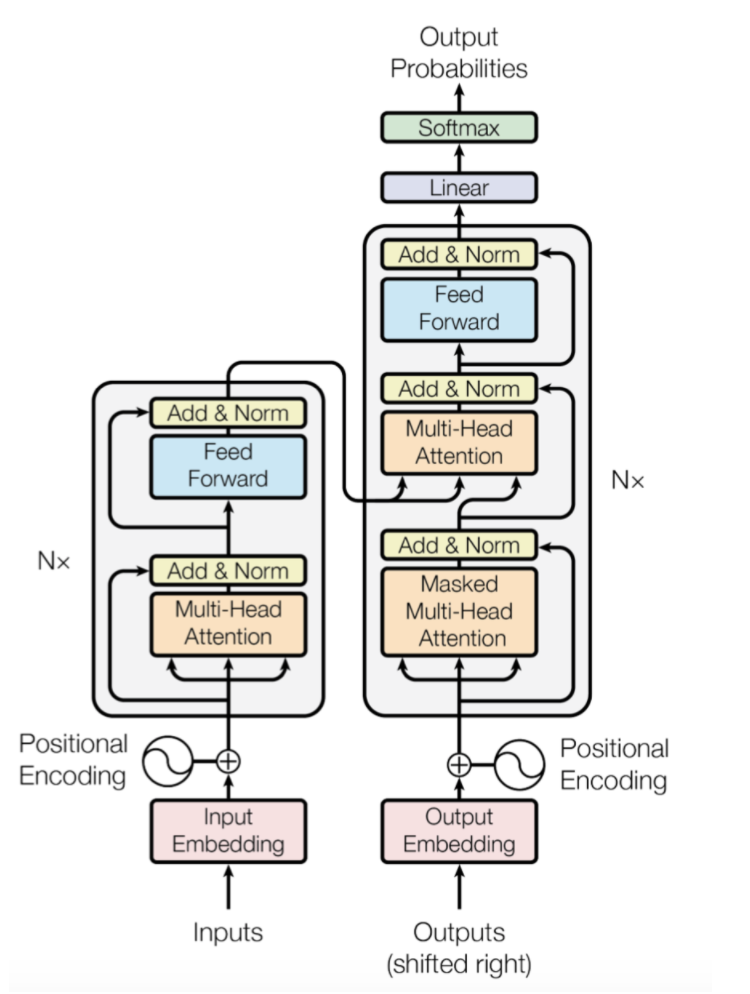 Output
Probabilities
Softmax
Linear
Add & Norm
Feed
Forward
Add & Norm
Multi-Head
Attention
Add & Norm
Masked
Multi-Head
Attention
Nx
Add & Norm
Feed
Forward
Add & Norm
Multi-Head
Attention
Nx
Positional
Encoding
Positional
Encoding
Input
Embedding
Output
Embedding
Inputs
Outputs
(shifted right)